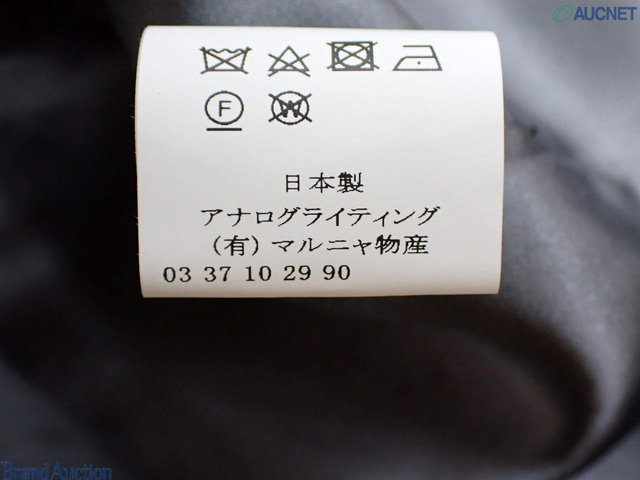 AUCNET
F
W
日本製
アナログライティング
(有)マルニャ物産
03 37 10 29 90
Brand Auction